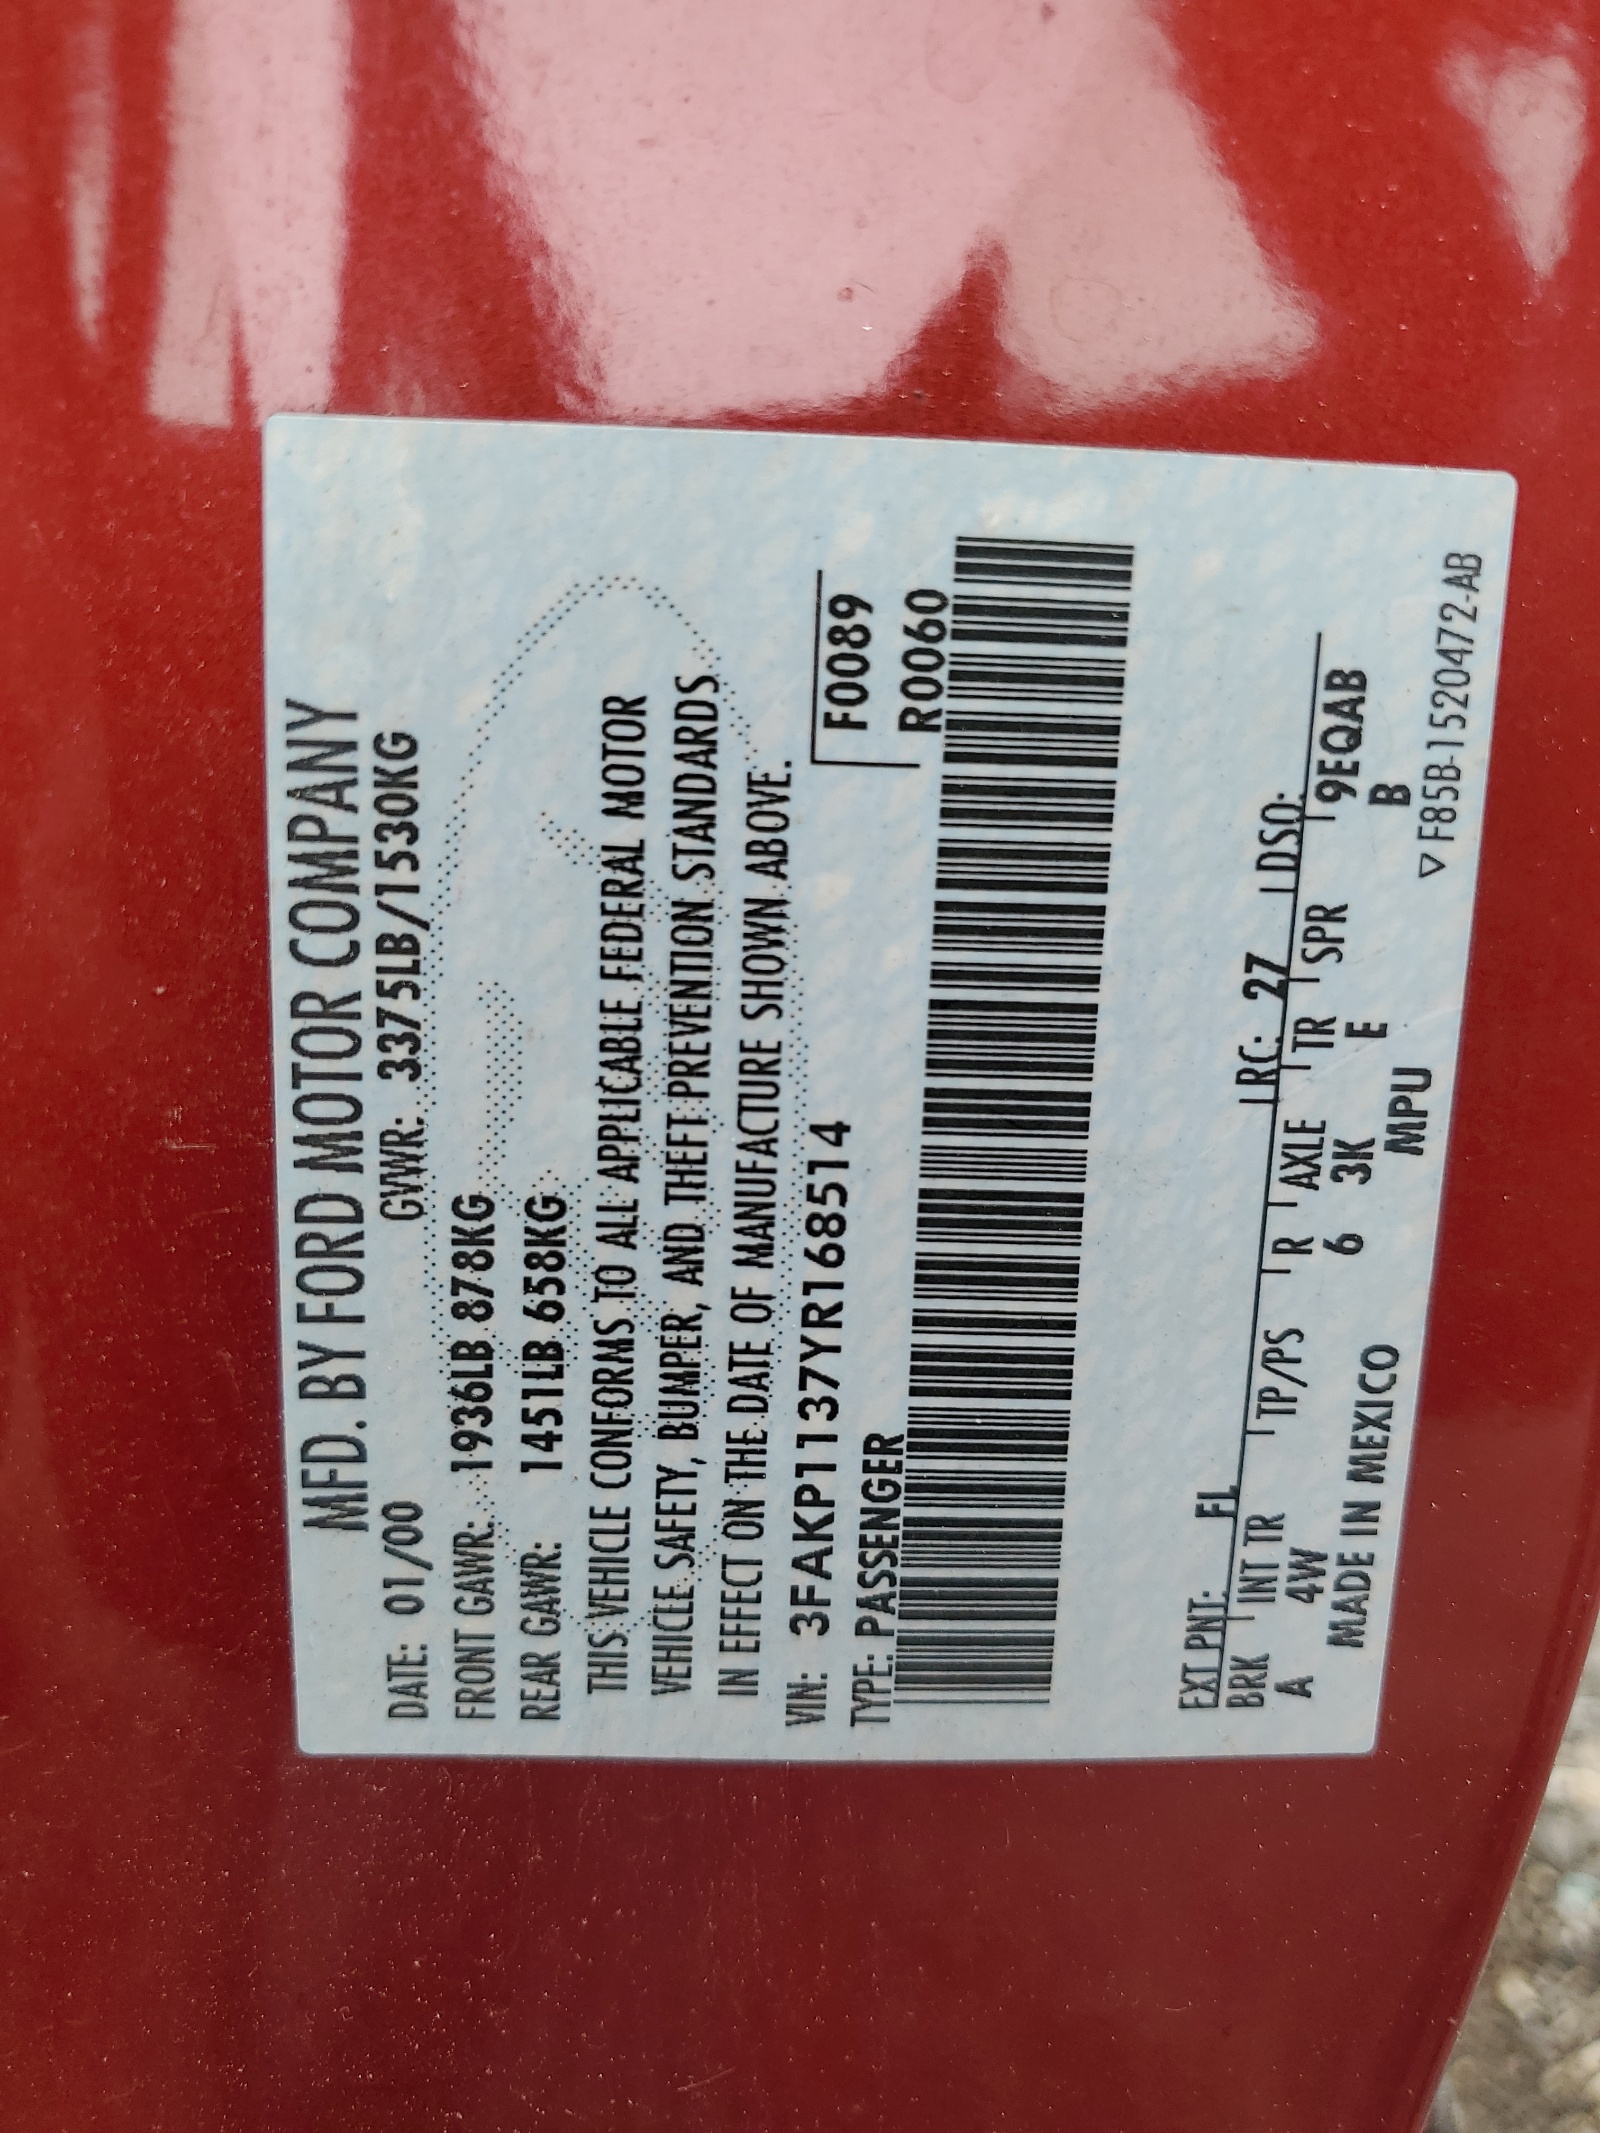 MFD. BY FORD MOTOR COMPANY
DATE: 01/00 GVWR: 3375LB/1530KG
FRONT GAWR: 1936LB 878KG
REAR GAWR: 1451LB 658KG
THIS VEHICLE CONFORMS TO ALL APPLICABLE FEDERAL MOTOR
VEHICLE SAFETY, BUMPER, AND THEFT PREVENTION STANDARDS
IN EFFECT ON THE DATE OF MANUFACTURE SHOWN ABOVE.
VIN: 3FAKP1137YR168514 F0089
TYPE: PASSENGER R0060
EXT PNT: FL RC: 27 DSO:
BRK INT TR TP/PS R AXLE TR SPR 9EQAB
A 4W 6 3K E B
MADE IN MEXICO MPU
▽ F85B-1520472-AB